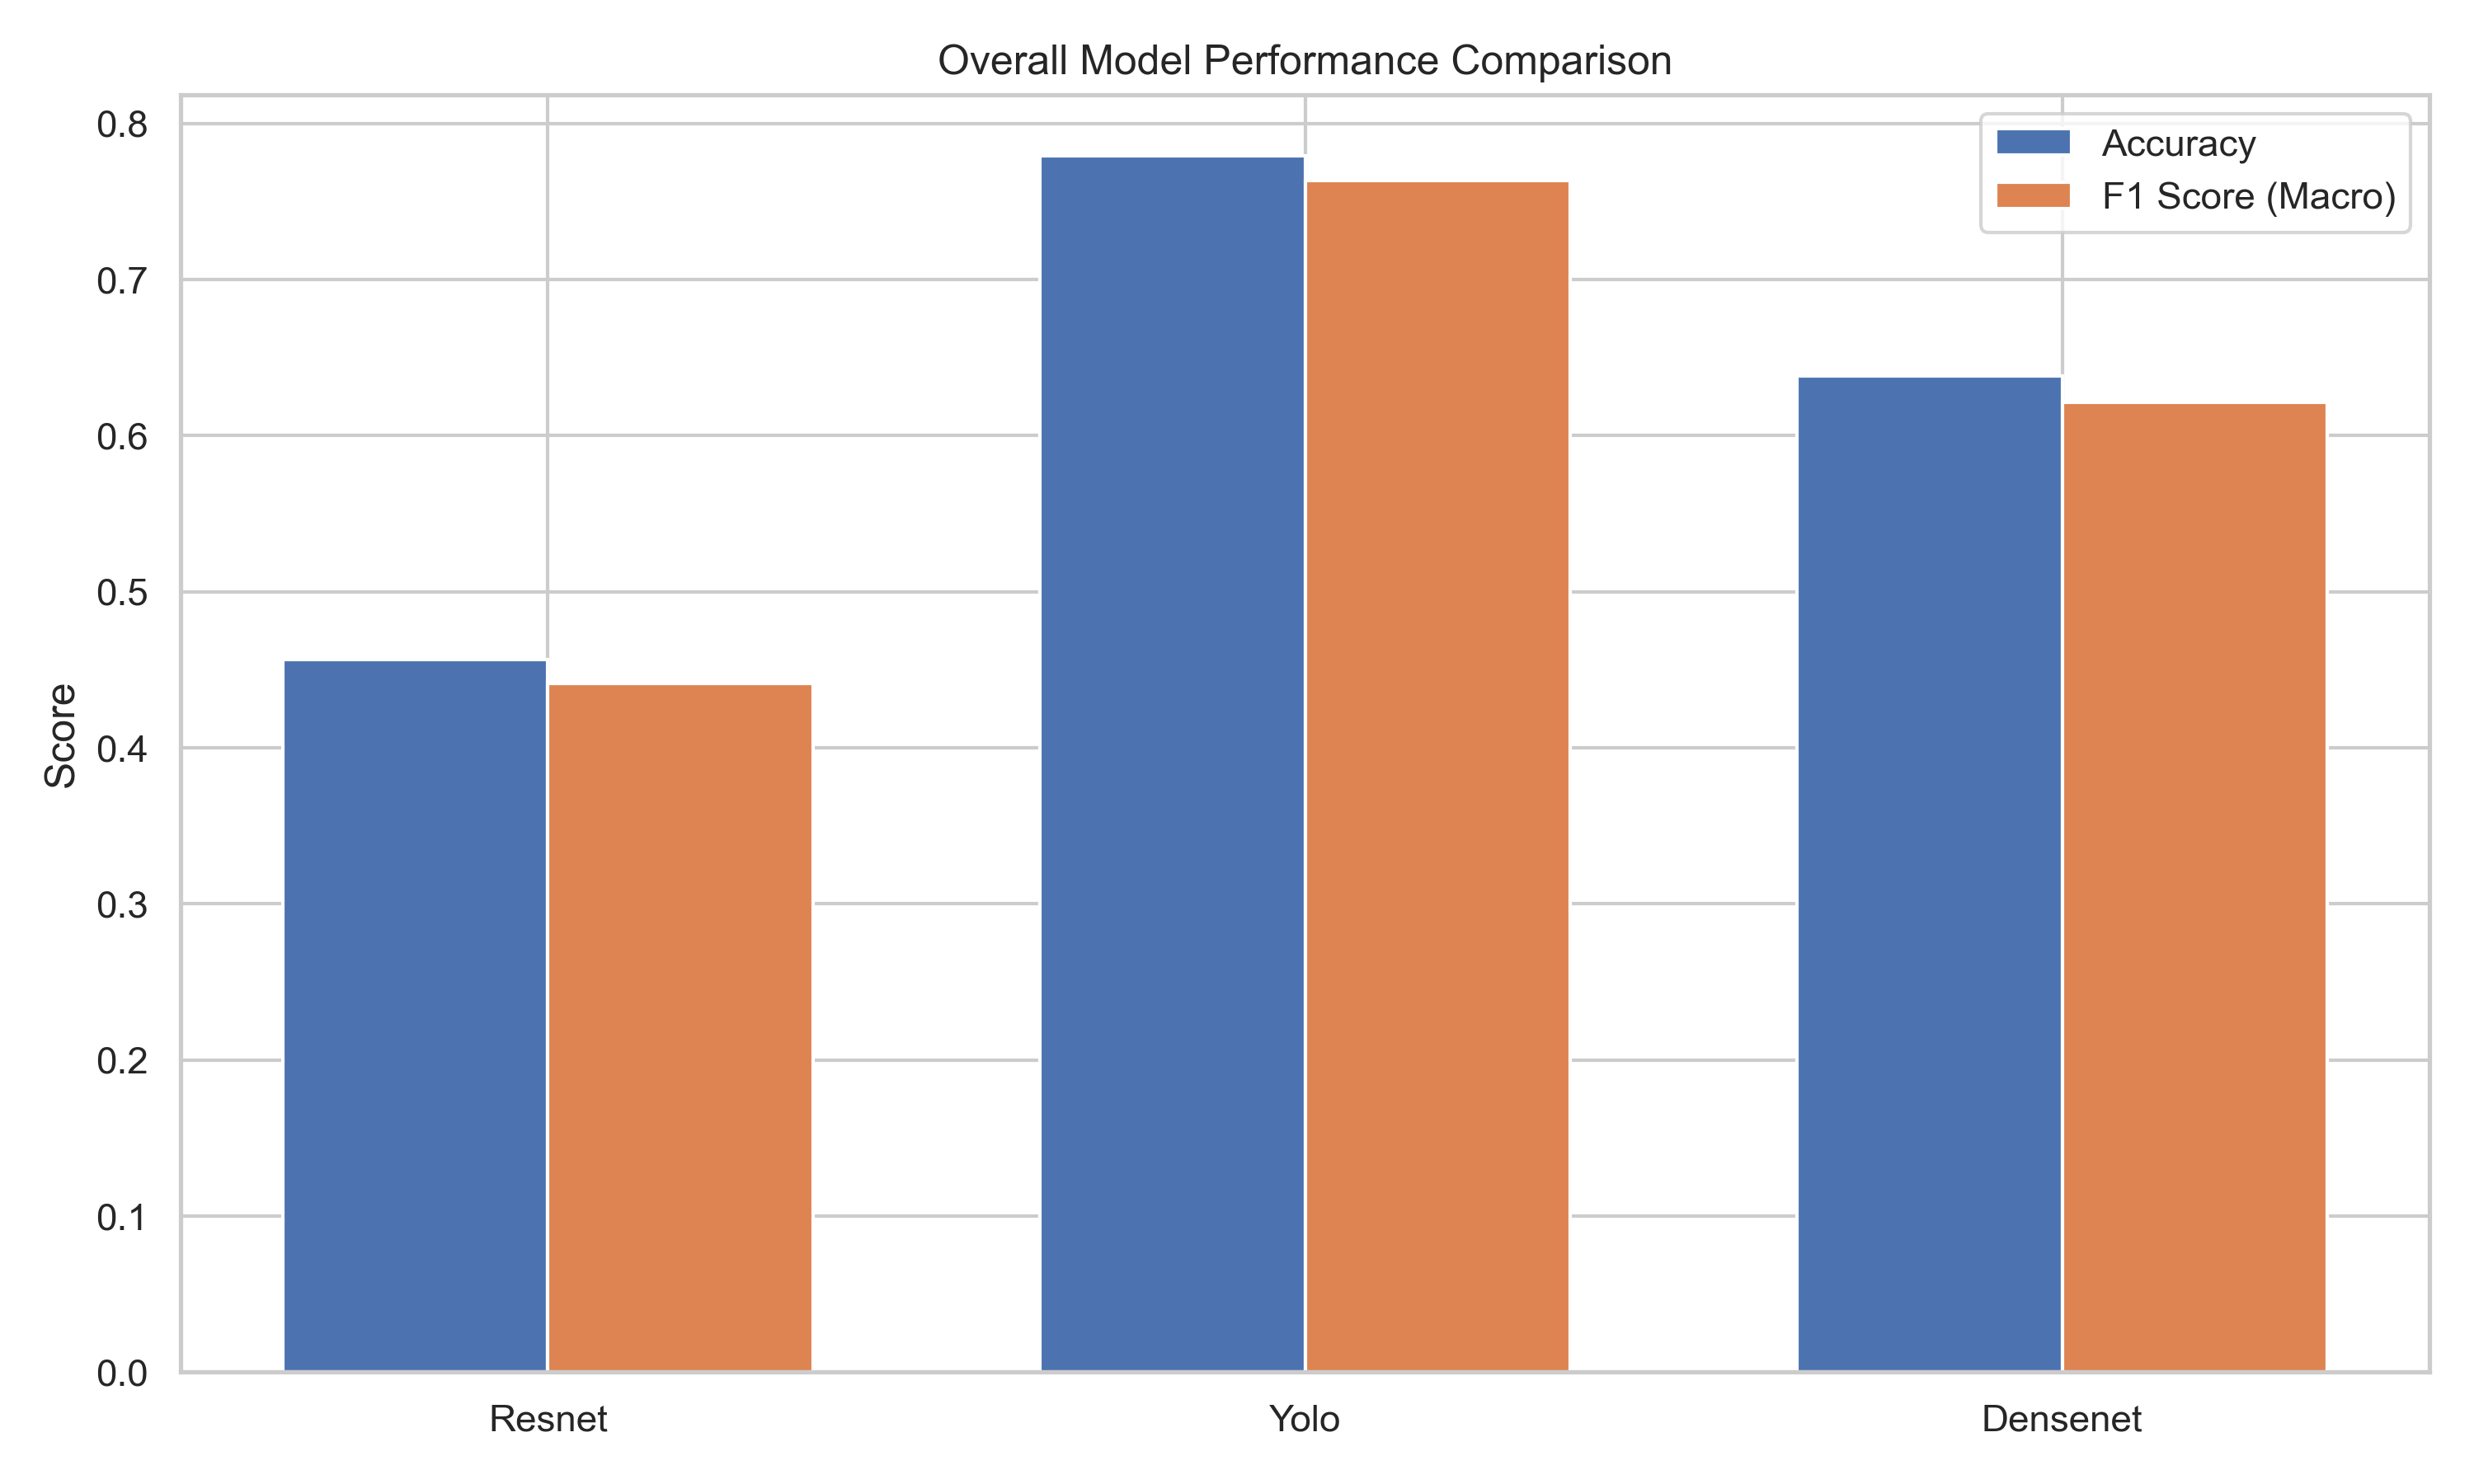 Overall Model Performance Comparison
Accuracy
F1 Score (Macro)
0.8
0.7
0.6
0.5
0.4
0.3
0.2
0.1
0.0
Score
Resnet
Yolo
Densenet